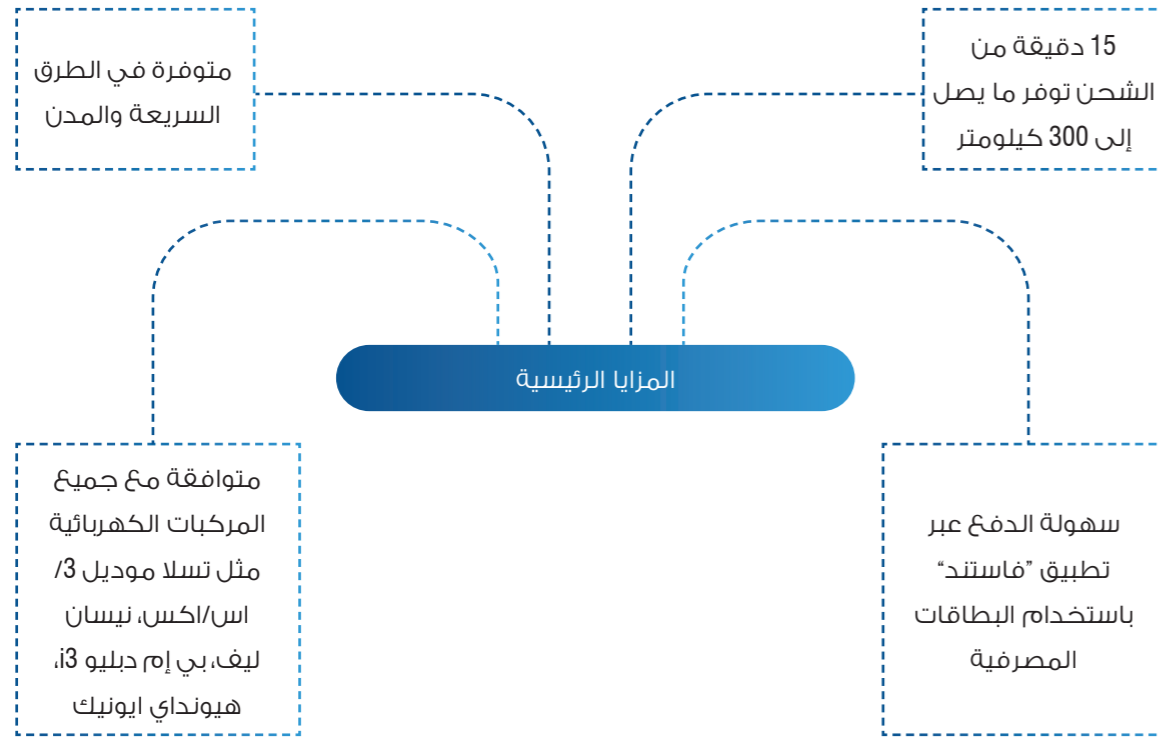 15 دقيقة من
الشحن توفر ما يصل
إلى 300 كيلومتر
متوفرة في الطرق
السريعة والمدن
المزايا الرئيسية
سهولة الدفع عبر
تطبيق ”فاستند“
باستخدام البطاقات
المصرفية
متوافقة مع جميع
المركبات الكهربائية
مثل تسلا موديل 3/
اس/اكس، نيسان
ليف، بي إم دبليو i3،
هيونداي ايونيك